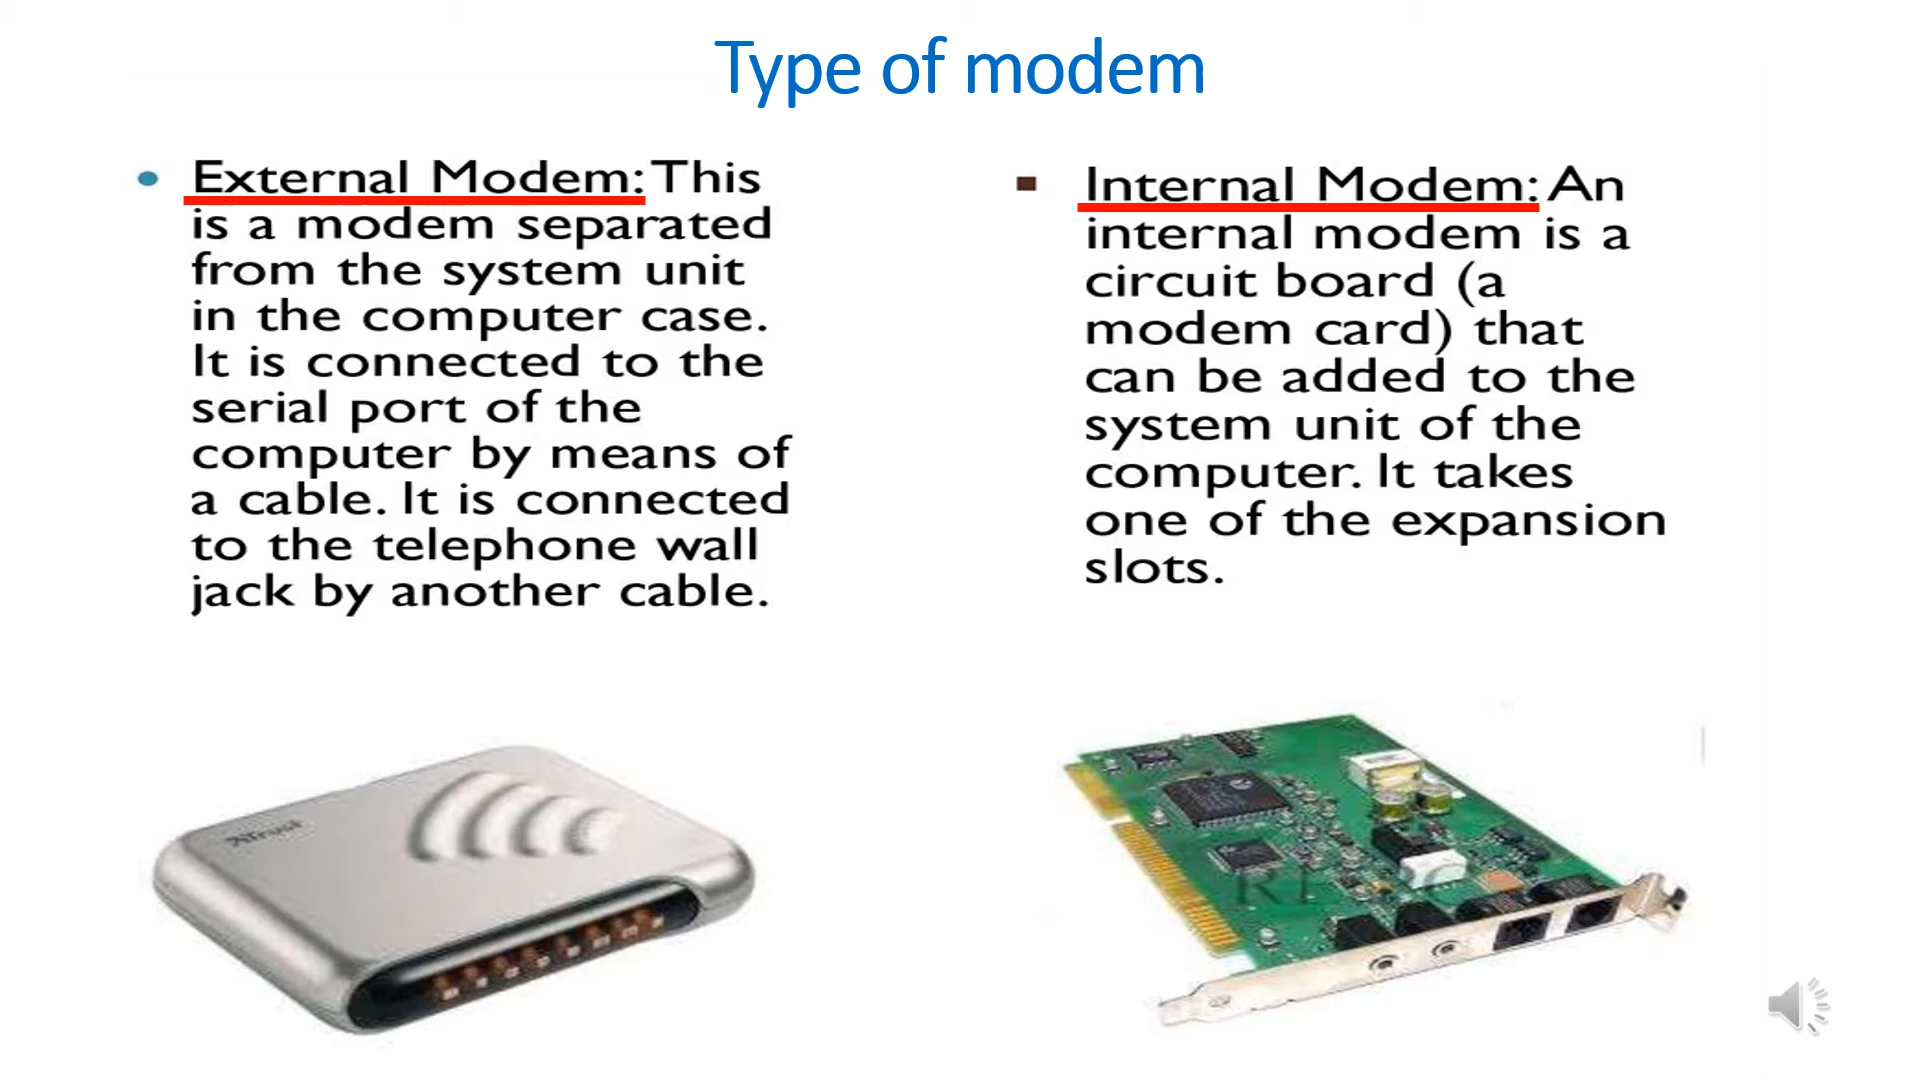 Type of modem
External Modem: This
is a modem separated
from the system unit
in the computer case.
It is connected to the
serial port of the
computer by means of
a cable. It is connected
to the telephone wall
jack by another cable.
Internal Modem: An
internal modem is a
circuit board (a
modem card) that
can be added to the
system unit of the
computer. It takes
one of the expansion
slots.
Trust